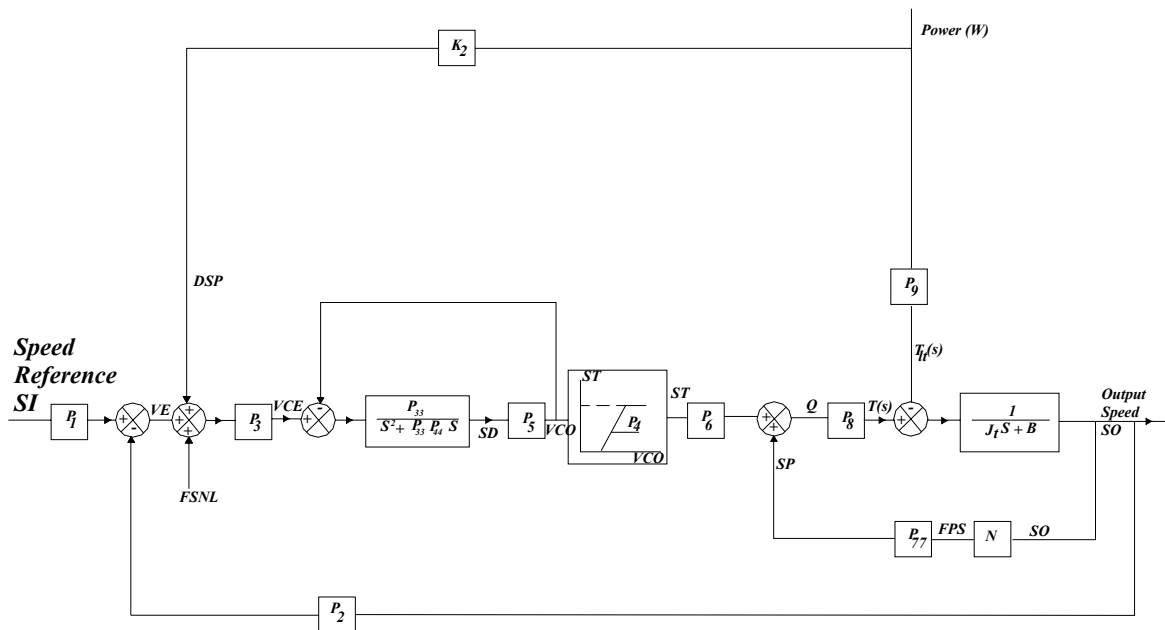 Power (W)
K2
DSP
P9
Tlt(s)
Speed
Reference
SI
P1
+
-
VE
+
+
+
P3
VCE
+
-
P33
S2 + P33 P44 S
SD
P5
VCO
ST
P4
VCO
ST
P6
+
+
Q
P8
T(s)
+
-
1
Jt S + B
Output
Speed
SO
FSNL
SP
P77
FPS
N
SO
P2